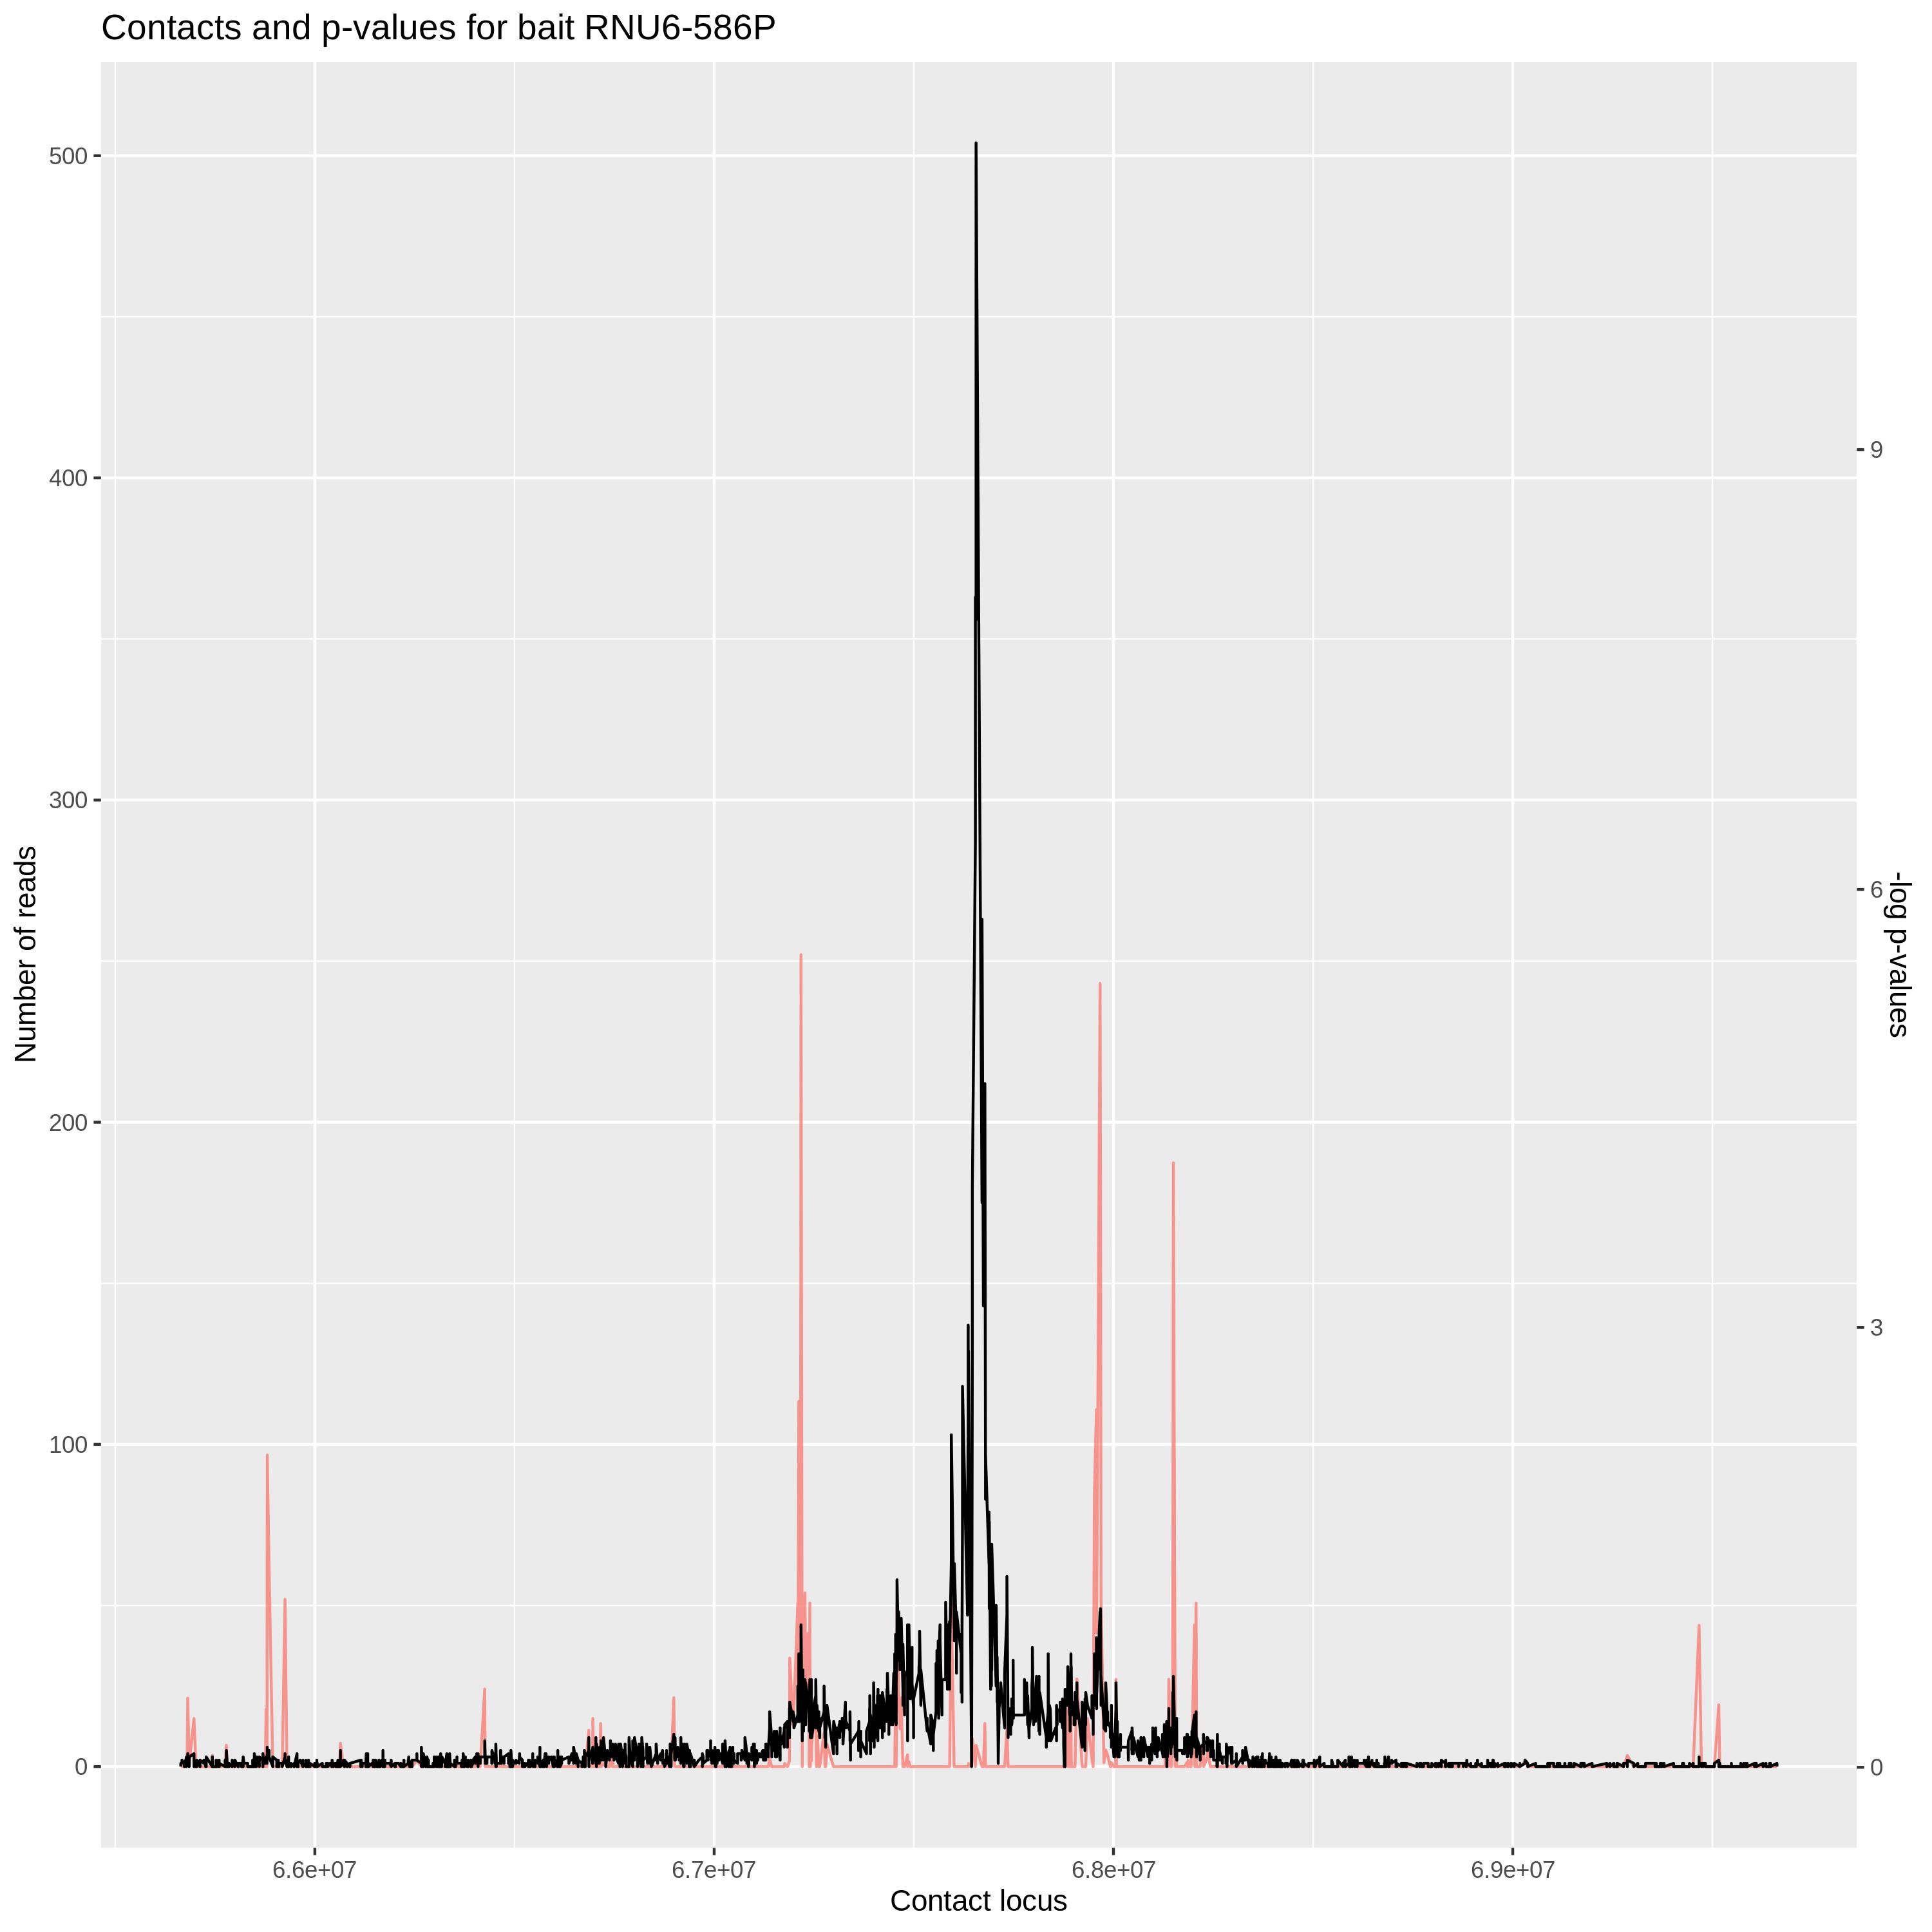 Contacts and p-values for bait RNU6-586P
500
400
300
200
100
0
Number of reads
9
6
3
0
-log p-values
6.6e+07 6.7e+07 6.8e+07 6.9e+07
Contact locus